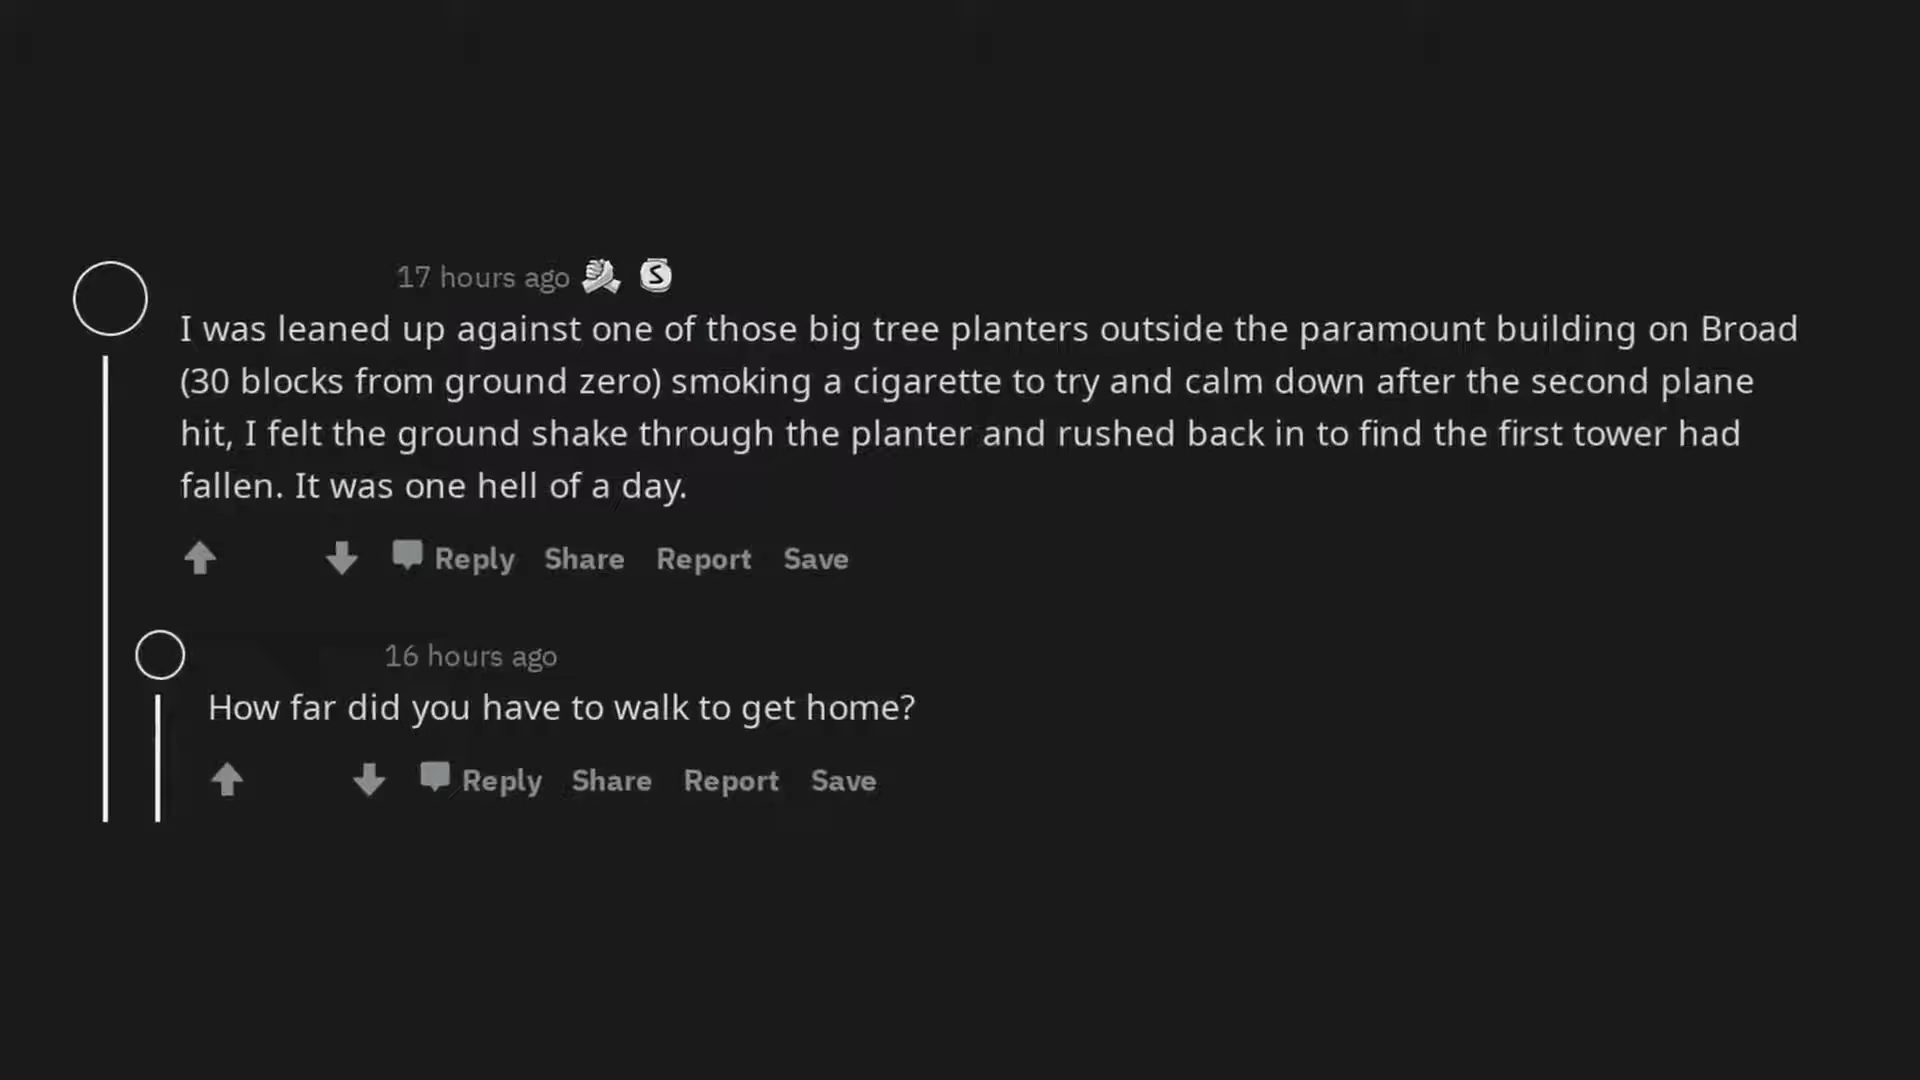 17 hours ago
I was leaned up against one of those big tree planters outside the paramount building on Broad
(30 blocks from ground zero) smoking a cigarette to try and calm down after the second plane
hit, I felt the ground shake through the planter and rushed back in to find the first tower had
fallen. It was one hell of a day.
Reply Share Report Save
16 hours ago
How far did you have to walk to get home?
Reply Share Report Save